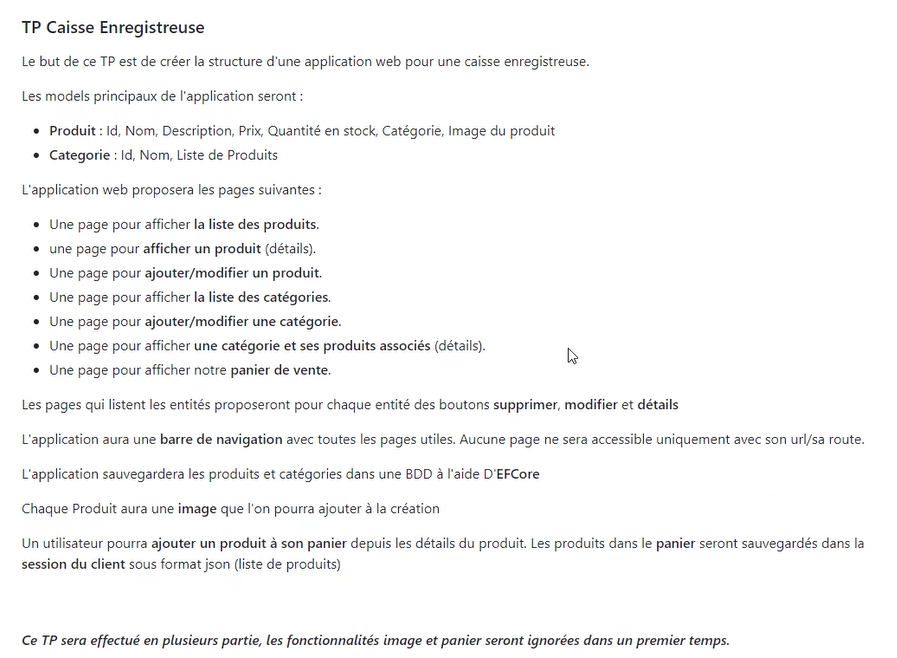 TP Caisse Enregistreuse
Le but de ce TP est de créer la structure d'une application web pour une caisse enregistreuse.
Les models principaux de l'application seront :
Produit : Id, Nom, Description, Prix, Quantité en stock, Catégorie, Image du produit
Categorie : Id, Nom, Liste de Produits
L'application web proposera les pages suivantes :
Une page pour afficher la liste des produits.
une page pour afficher un produit (détails).
Une page pour ajouter/modifier un produit.
Une page pour afficher la liste des catégories.
Une page pour ajouter/modifier une catégorie.
Une page pour afficher une catégorie et ses produits associés (détails).
Une page pour afficher notre panier de vente.
Les pages qui listent les entités proposeront pour chaque entité des boutons supprimer, modifier et détails
L'application aura une barre de navigation avec toutes les pages utiles. Aucune page ne sera accessible uniquement avec son url/sa route.
L'application sauvegardera les produits et catégories dans une BDD à l'aide D'EFCore
Chaque Produit aura une image que l'on pourra ajouter à la création
Un utilisateur pourra ajouter un produit à son panier depuis les détails du produit. Les produits dans le panier seront sauvegardés dans la
session du client sous format json (liste de produits)
Ce TP sera effectué en plusieurs partie, les fonctionnalités image et panier seront ignorées dans un premier temps.